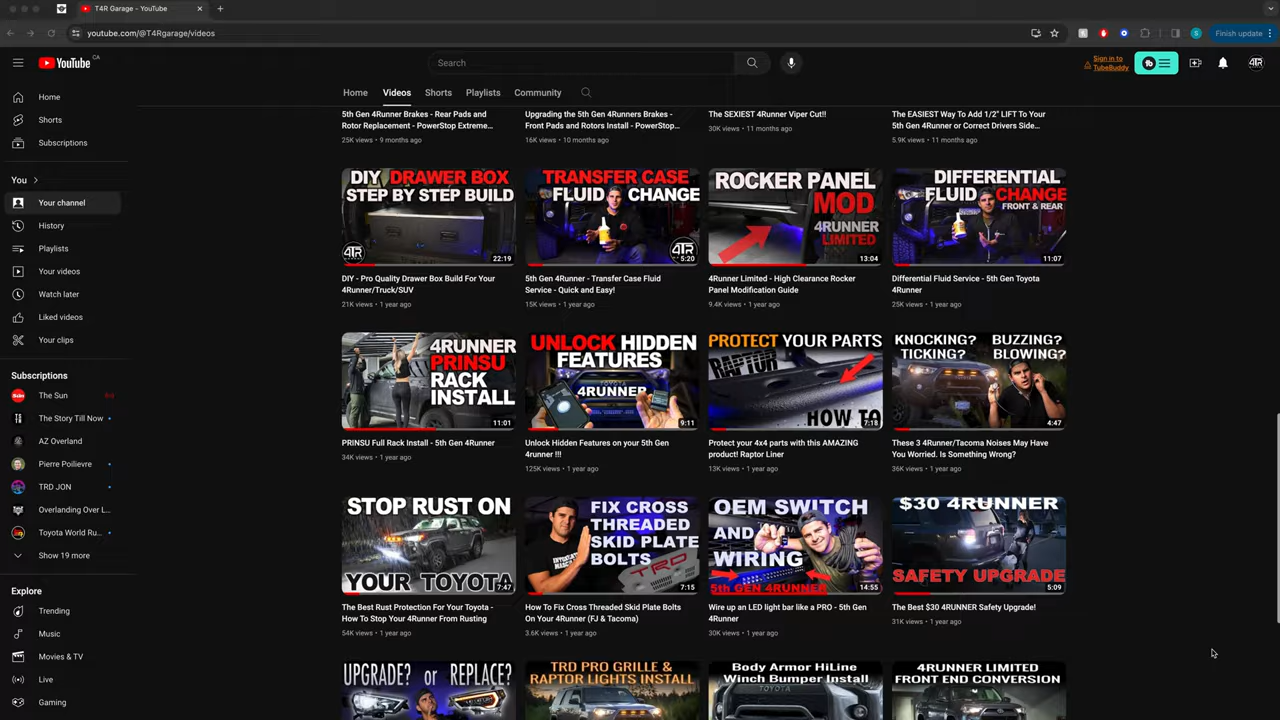 T4R Garage - YouTube
youtube.com/@T4Rgarage/videos
Finish update
YouTube CA
Search
Sign in to
TubeBuddy
4TR
Home
Shorts
Subscriptions
You
Your channel
History
Playlists
Your videos
Watch later
Liked videos
Your clips
Subscriptions
The Sun
The Story Till Now
AZ Overland
Pierre Poilievre
TRD JON
Overlanding Over L...
Toyota World Ru...
Show 19 more
Explore
Trending
Music
Movies & TV
Live
Gaming
Home
Videos
Shorts
Playlists
Community
5th Gen 4Runner Brakes - Rear Pads and
Rotor Replacement - PowerStop Extreme...
25K views • 9 months ago
Upgrading the 5th Gen 4Runners Brakes -
Front Pads and Rotors Install - PowerStop...
16K views • 10 months ago
The SEXIEST 4Runner Viper Cut!!
30K views • 11 months ago
The EASIEST Way To Add 1/2" LIFT To Your
5th Gen 4Runner or Correct Drivers Side...
5.9K views • 11 months ago
DIY DRAWER BOX
STEP BY STEP BUILD
4TR
22:19
DIY - Pro Quality Drawer Box Build For Your
4Runner/Truck/SUV
21K views • 1 year ago
TRANSFER CASE
FLUID CHANGE
4TR
5:20
5th Gen 4Runner - Transfer Case Fluid
Service - Quick and Easy!
15K views • 1 year ago
ROCKER PANEL
MOD
4RUNNER
LIMITED
13:04
4Runner Limited - High Clearance Rocker
Panel Modification Guide
9.4K views • 1 year ago
DIFFERENTIAL
FLUID CHANGE
FRONT & REAR
11:07
Differential Fluid Service - 5th Gen Toyota
4Runner
25K views • 1 year ago
4RUNNER
PRINSU
RACK
INSTALL
11:01
PRINSU Full Rack Install - 5th Gen 4Runner
34K views • 1 year ago
UNLOCK HIDDEN
FEATURES
TOYOTA
4RUNNER
9:11
Unlock Hidden Features on your 5th Gen
4runner !!!
125K views • 1 year ago
PROTECT YOUR PARTS
RAPTOR
HOW TO
7:18
Protect your 4x4 parts with this AMAZING
product! Raptor Liner
13K views • 1 year ago
KNOCKING? BUZZING?
TICKING? BLOWING?
4:47
These 3 4Runner/Tacoma Noises May Have
You Worried. Is Something Wrong?
36K views • 1 year ago
STOP RUST ON
YOUR TOYOTA
7:47
The Best Rust Protection For Your Toyota -
How To Stop Your 4Runner From Rusting
54K views • 1 year ago
FIX CROSS
THREADED
SKID PLATE
BOLTS
TRD
7:15
How To Fix Cross Threaded Skid Plate Bolts
On Your 4Runner (FJ & Tacoma)
3.6K views • 1 year ago
OEM SWITCH
AND
WIRING
5th GEN 4RUNNER
14:55
Wire up an LED light bar like a PRO - 5th Gen
4Runner
30K views • 1 year ago
$30 4RUNNER
SAFETY UPGRADE
5:09
The Best $30 4RUNNER Safety Upgrade!
31K views • 1 year ago
UPGRADE? or REPLACE?
TRD PRO GRILLE &
RAPTOR LIGHTS INSTALL
Body Armor HiLine
Winch Bumper Install
TOYOTA
4RUNNER LIMITED
FRONT END CONVERSION